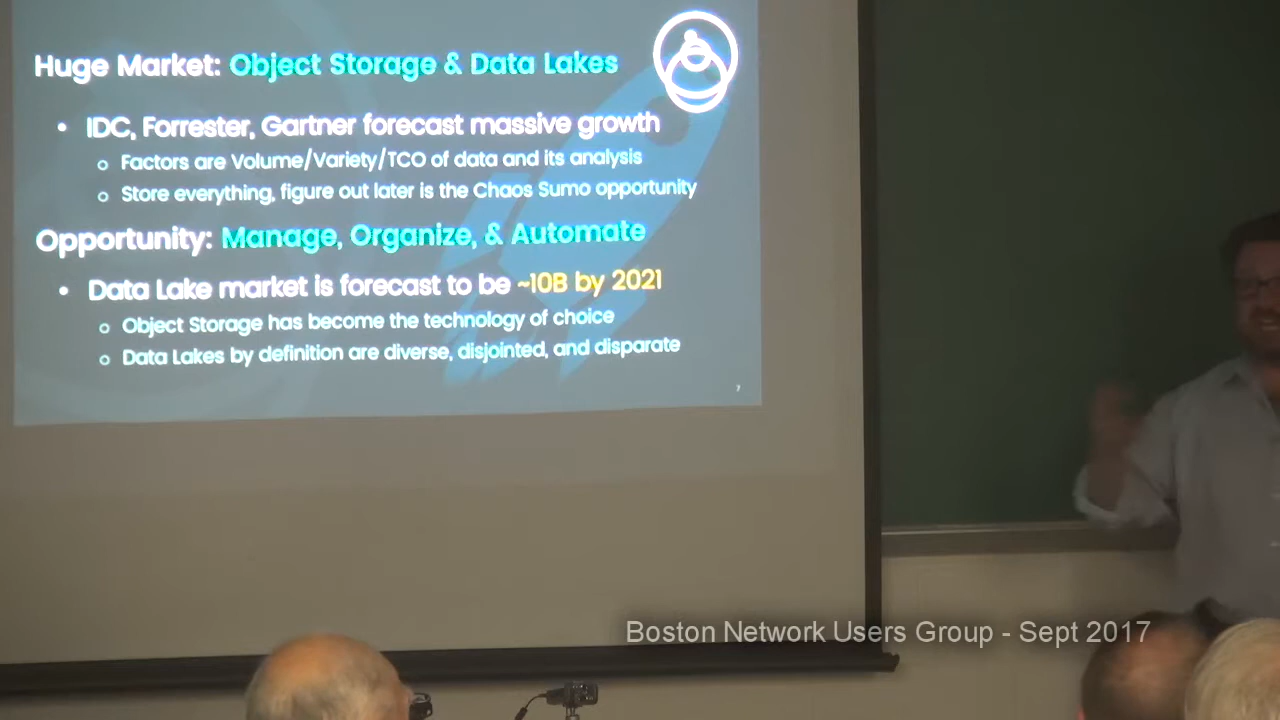 Huge Market: Object Storage & Data Lakes
• IDC, Forrester, Gartner forecast massive growth
o Factors are Volume/Variety/TCO of data and its analysis
o Store everything, figure out later is the Chaos Sumo opportunity
Opportunity: Manage, Organize, & Automate
• Data Lake market is forecast to be ~10B by 2021
o Object Storage has become the technology of choice
o Data Lakes by definition are diverse, disjointed, and disparate
7
Boston Network Users Group - Sept 2017